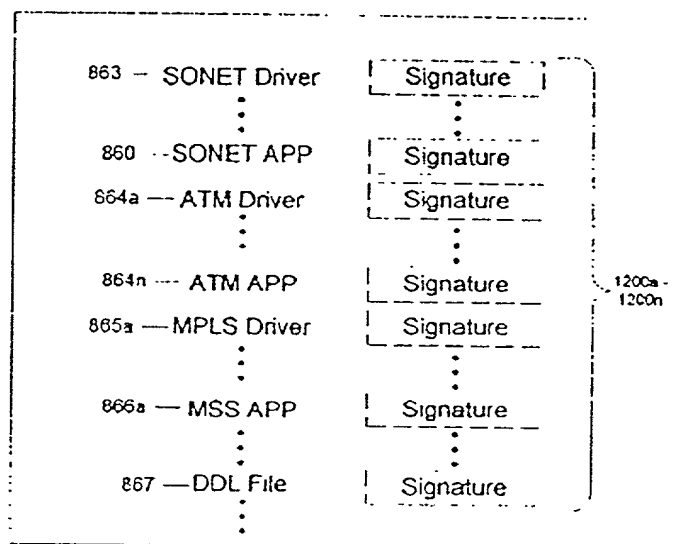 863 – SONET Driver Signature
860 -- SONET APP Signature
864a — ATM Driver Signature
864n --- ATM APP Signature
1200a -
1200n
865a — MPLS Driver Signature
866a — MSS APP Signature
867 — DDL File Signature